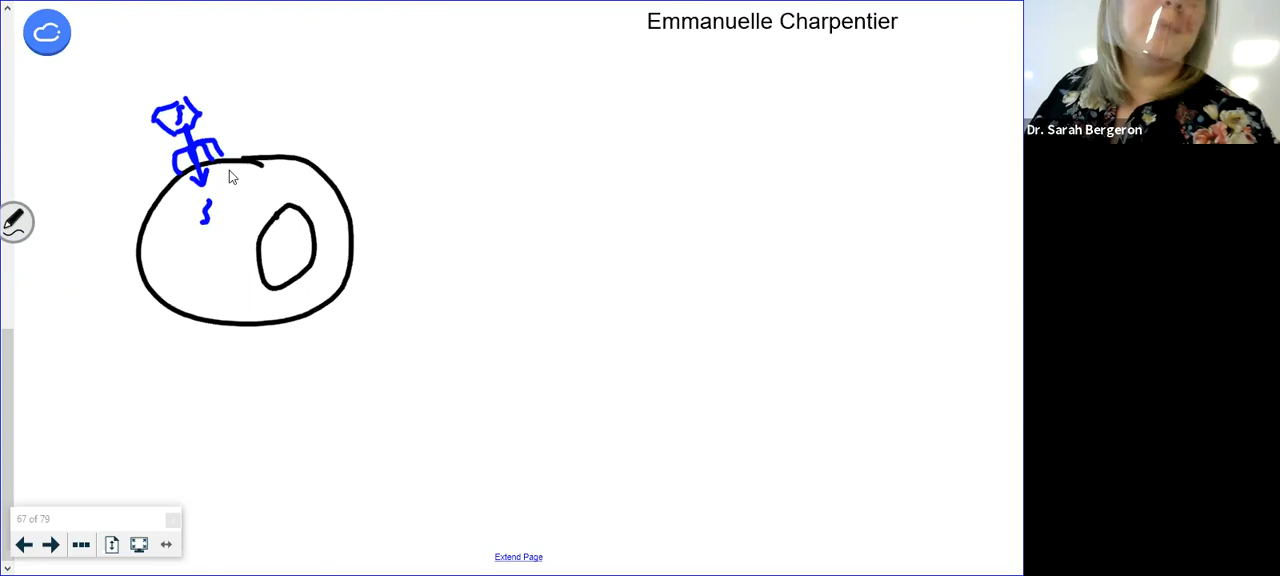 Emmanuelle Charpentier
Dr. Sarah Bergeron
67 of 79
Extend Page